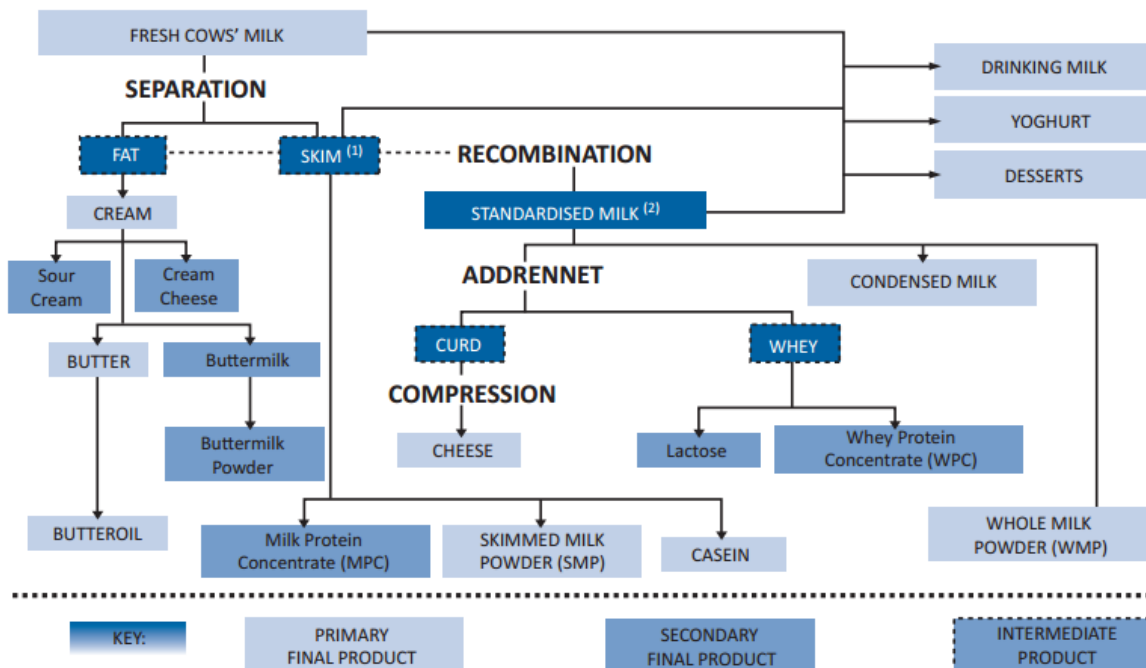 FRESH COWS' MILK
SEPARATION
DRINKING MILK
YOGHURT
DESSERTS
FAT
SKIM (1)
RECOMBINATION
STANDARDISED MILK (2)
CREAM
Sour
Cream
Cream
Cheese
ADDRENNET
CONDENSED MILK
BUTTER
Buttermilk
CURD
WHEY
COMPRESSION
Buttermilk
Powder
CHEESE
Lactose
Whey Protein
Concentrate (WPC)
BUTTEROIL
Milk Protein
Concentrate (MPC)
SKIMMED MILK
POWDER (SMP)
CASEIN
WHOLE MILK
POWDER (WMP)
KEY:
PRIMARY
FINAL PRODUCT
SECONDARY
FINAL PRODUCT
INTERMEDIATE
PRODUCT